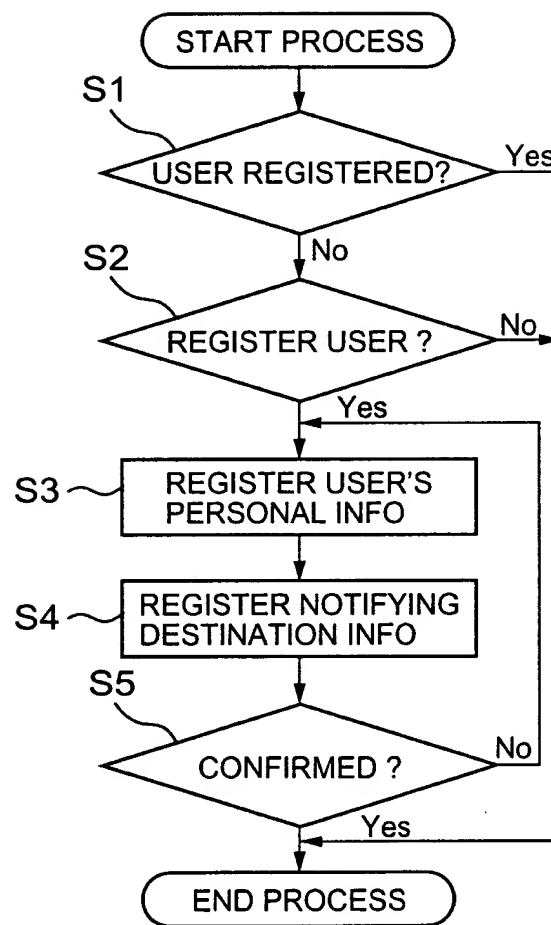 START PROCESS
S1
USER REGISTERED?
Yes
No
S2
REGISTER USER ?
No
Yes
S3
REGISTER USER'S
PERSONAL INFO
S4
REGISTER NOTIFYING
DESTINATION INFO
S5
CONFIRMED ?
No
Yes
END PROCESS